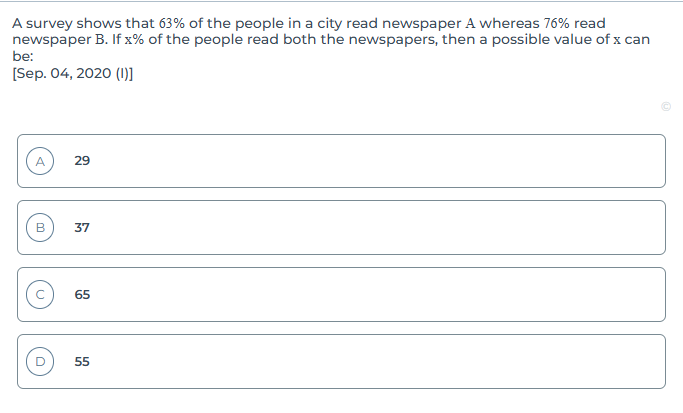 A survey shows that 63% of the people in a city read newspaper A whereas 76% read
newspaper B. If x% of the people read both the newspapers, then a possible value of x can
be:
[Sep. 04, 2020 (I)]
©
A 29
B 37
C 65
D 55